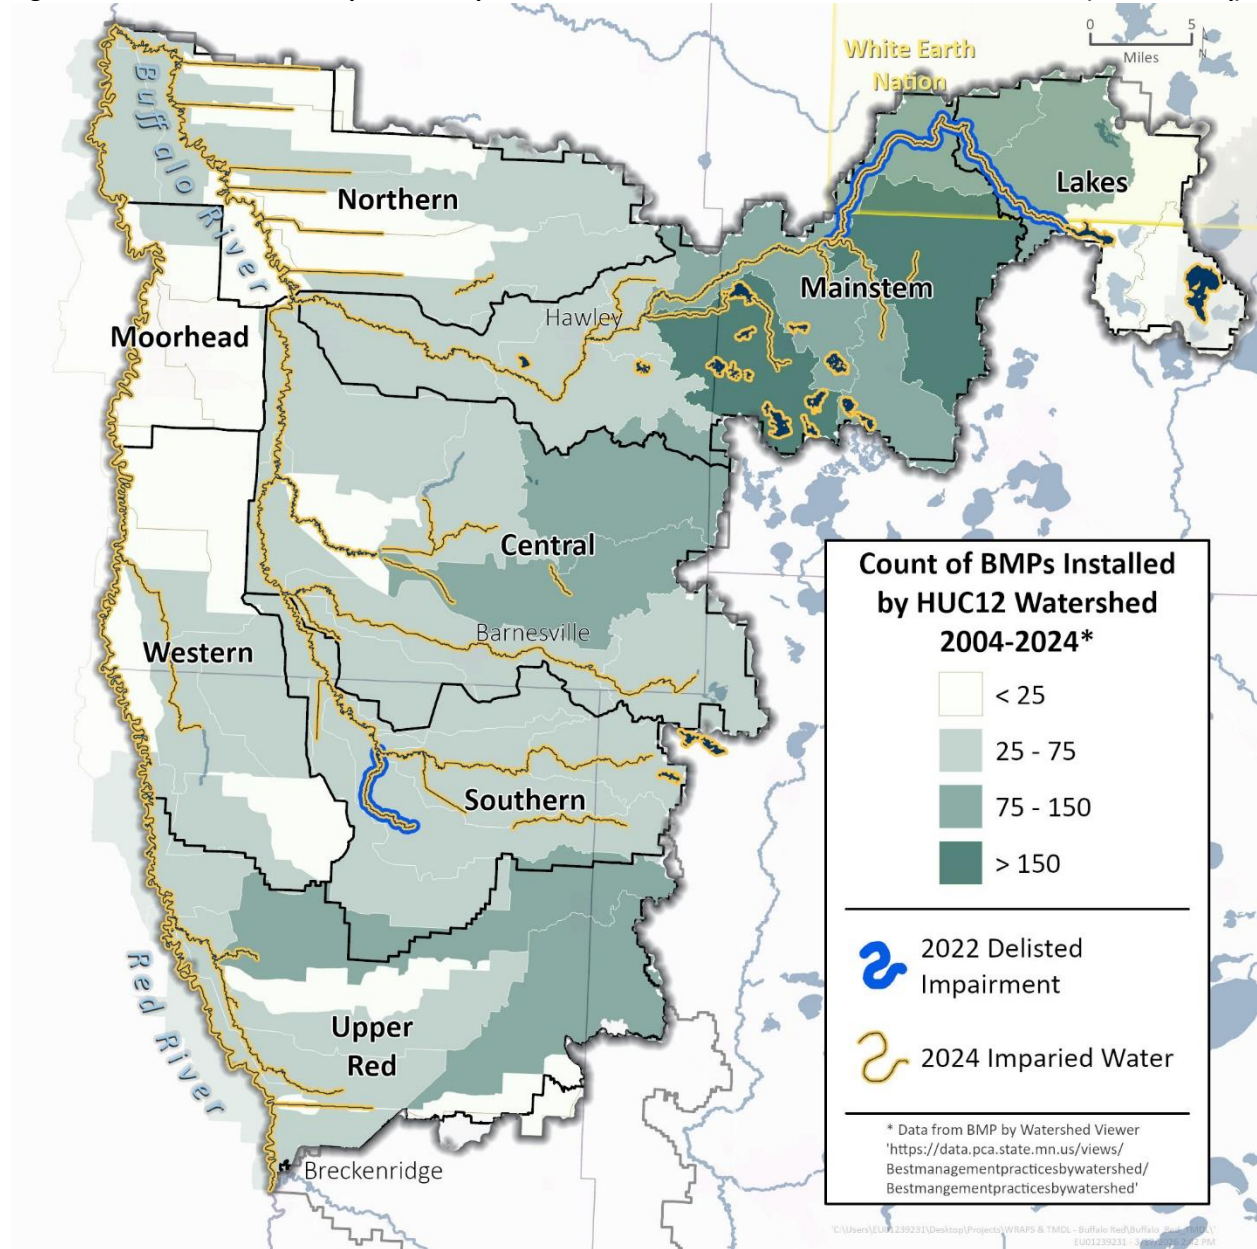 0 5
Miles
N
White Earth
Nation
Buffalo River
Northern
Lakes
Mainstem
Hawley
Moorhead
Central
Barnesville
Western
Southern
Upper
Red
Red River
Breckenridge
Count of BMPs Installed
by HUC12 Watershed
2004-2024*
< 25
25 - 75
75 - 150
> 150
2022 Delisted
Impairment
2024 Imparied Water
* Data from BMP by Watershed Viewer
'https://data.pca.state.mn.us/views/
Bestmanagementpracticesbywatershed/
Bestmangementpracticesbywatershed'